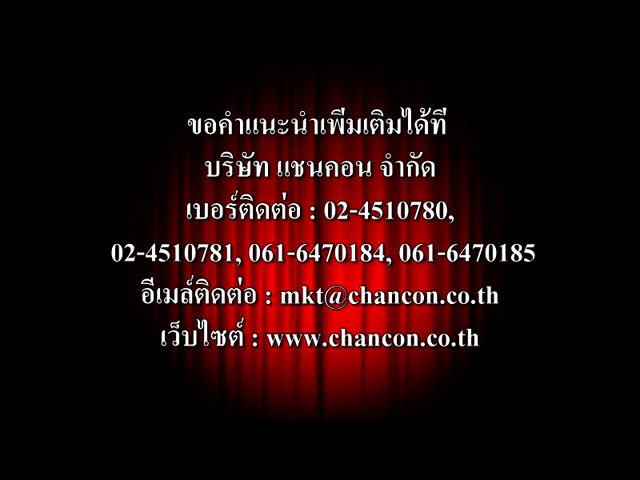 ขอคำแนะนำเพิ่มเติมได้ที่
บริษัท แชนคอน จำกัด
เบอร์ติดต่อ : 02-4510780,
02-4510781, 061-6470184, 061-6470185
อีเมล์ติดต่อ : mkt@chancon.co.th
เว็บไซต์ : www.chancon.co.th